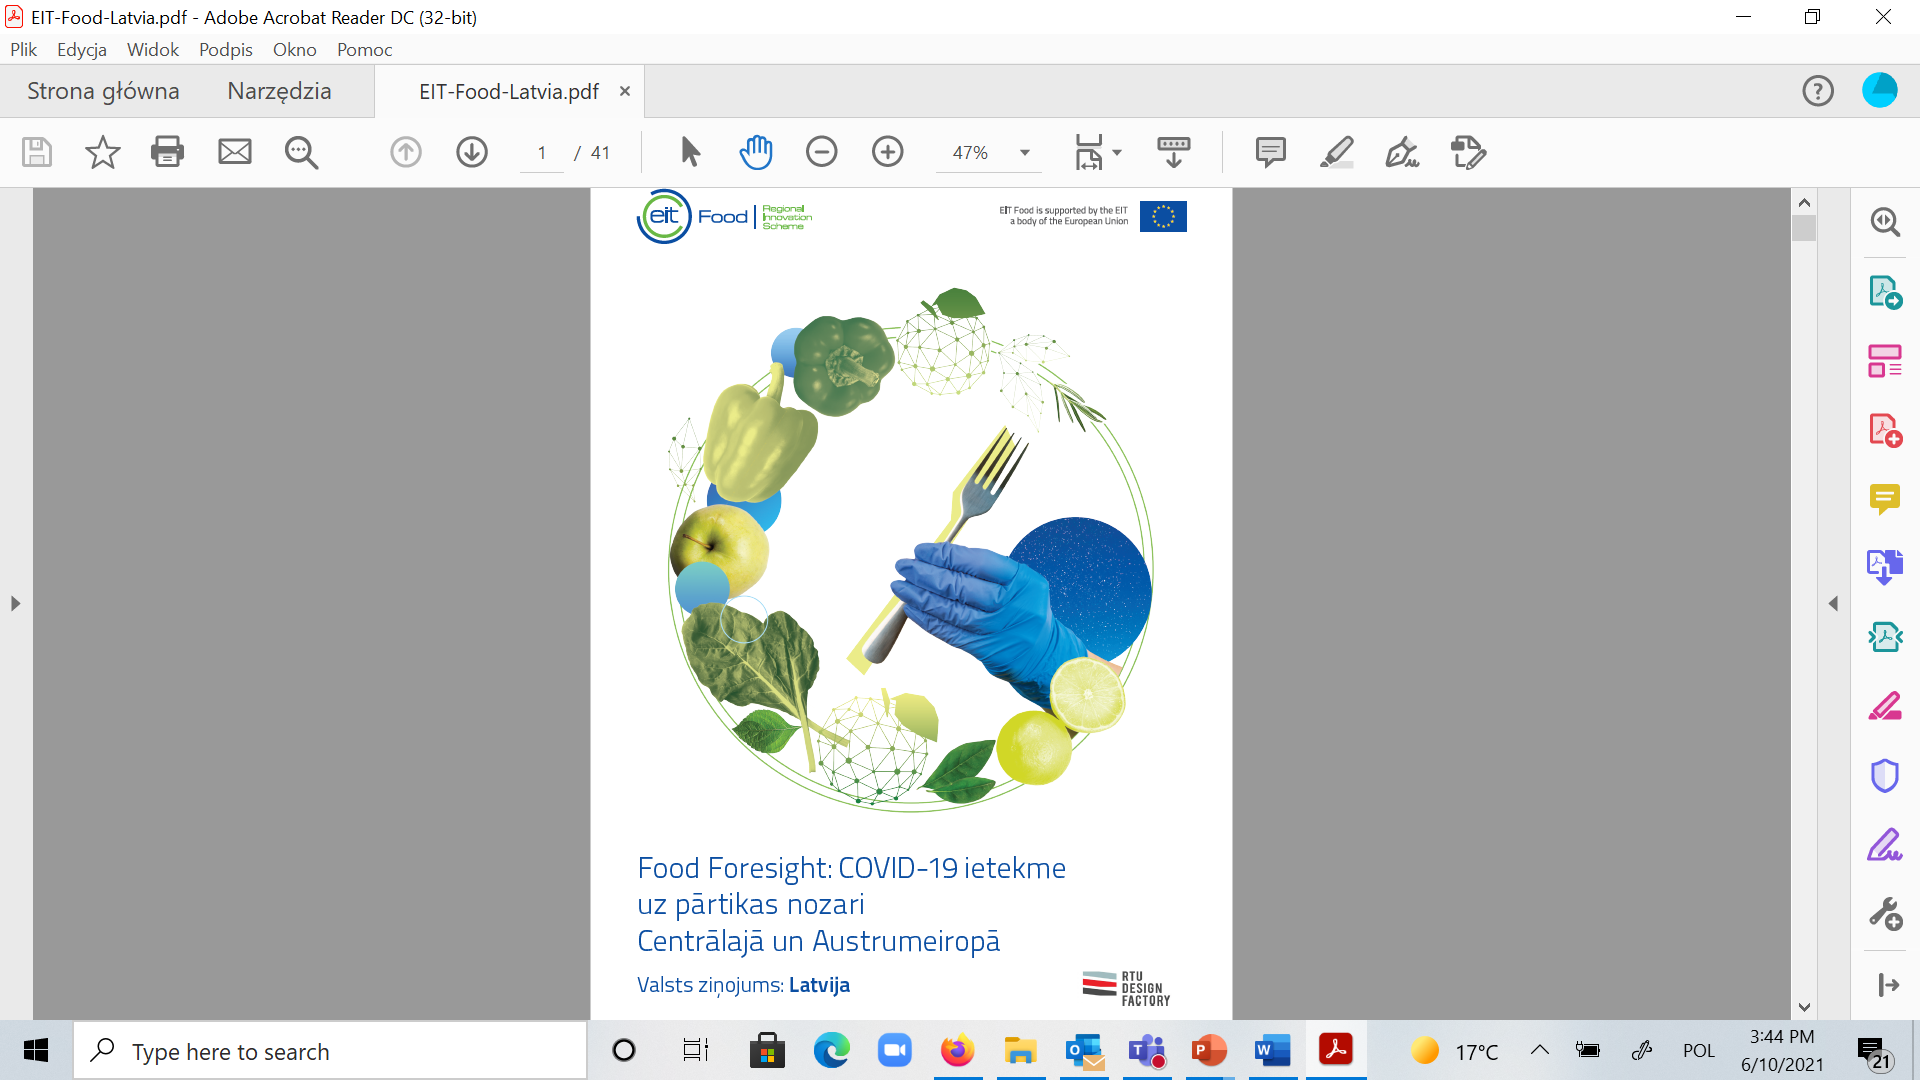 EIT-Food-Latvia.pdf - Adobe Acrobat Reader DC (32-bit)
Plik Edycja Widok Podpis Okno Pomoc
Strona główna Narzędzia EIT-Food-Latvia.pdf
1 / 41 47%
eit Food Regional
Innovation
Scheme
EIT Food is supported by the EIT
a body of the European Union
Food Foresight: COVID-19 ietekme
uz pārtikas nozari
Centrālajā un Austrumeiropā
Valsts ziņojums: Latvija
RTU
DESIGN
FACTORY
Type here to search
17°C
POL
3:44 PM
6/10/2021
21